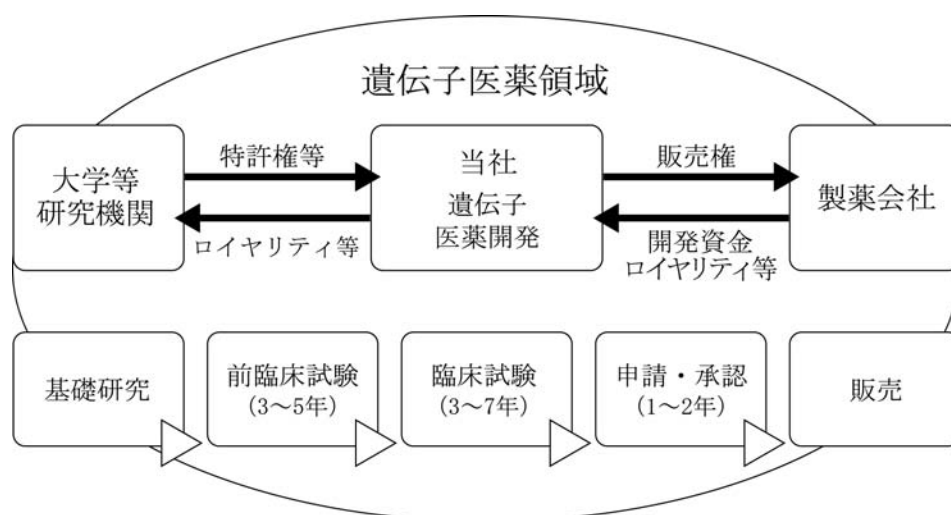 遺伝子医薬領域
大学等
研究機関
特許権等
ロイヤリティ等
当社
遺伝子
医薬開発
販売権
開発資金
ロイヤリティ等
製薬会社
基礎研究
前臨床試験
(3～5年)
臨床試験
(3～7年)
申請・承認
(1～2年)
販売